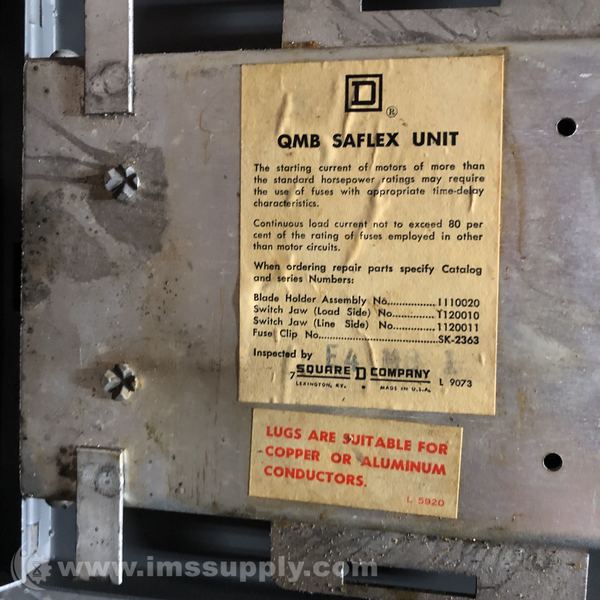 D
®
QMB SAFLEX UNIT
The starting current of motors of more than
the standard horsepower ratings may require
the use of fuses with appropriate time-delay
characteristics.
Continuous load current not to exceed 80 per
cent of the rating of fuses employed in other
than motor circuits.
When ordering repair parts specify Catalog
and series Numbers:
Blade Holder Assembly No...............1110020
Switch Jaw (Load Side) No..............1120010
Switch Jaw (Line Side) No..............1120011
Fuse Clip No...................................SK-2363
Inspected by
7 SQUARE D COMPANY L 9073
LEXINGTON, KY. MADE IN U.S.A.
LUGS ARE SUITABLE FOR
COPPER OR ALUMINUM
CONDUCTORS.
L 5920
© www.imssupply.com